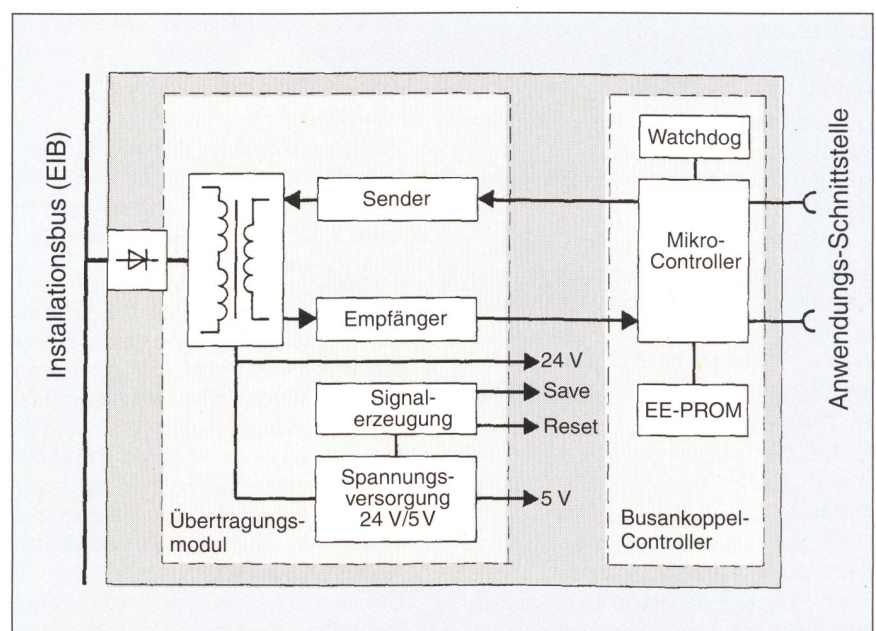 Installationsbus (EIB)
Sender
Empfänger
24 V
Signal-
erzeugung
Save
Reset
Spannungs-
versorgung
24 V/5 V
5 V
Übertragungs-
modul
Watchdog
Mikro-
Controller
EE-PROM
Busankoppel-
Controller
Anwendungs-Schnittstelle